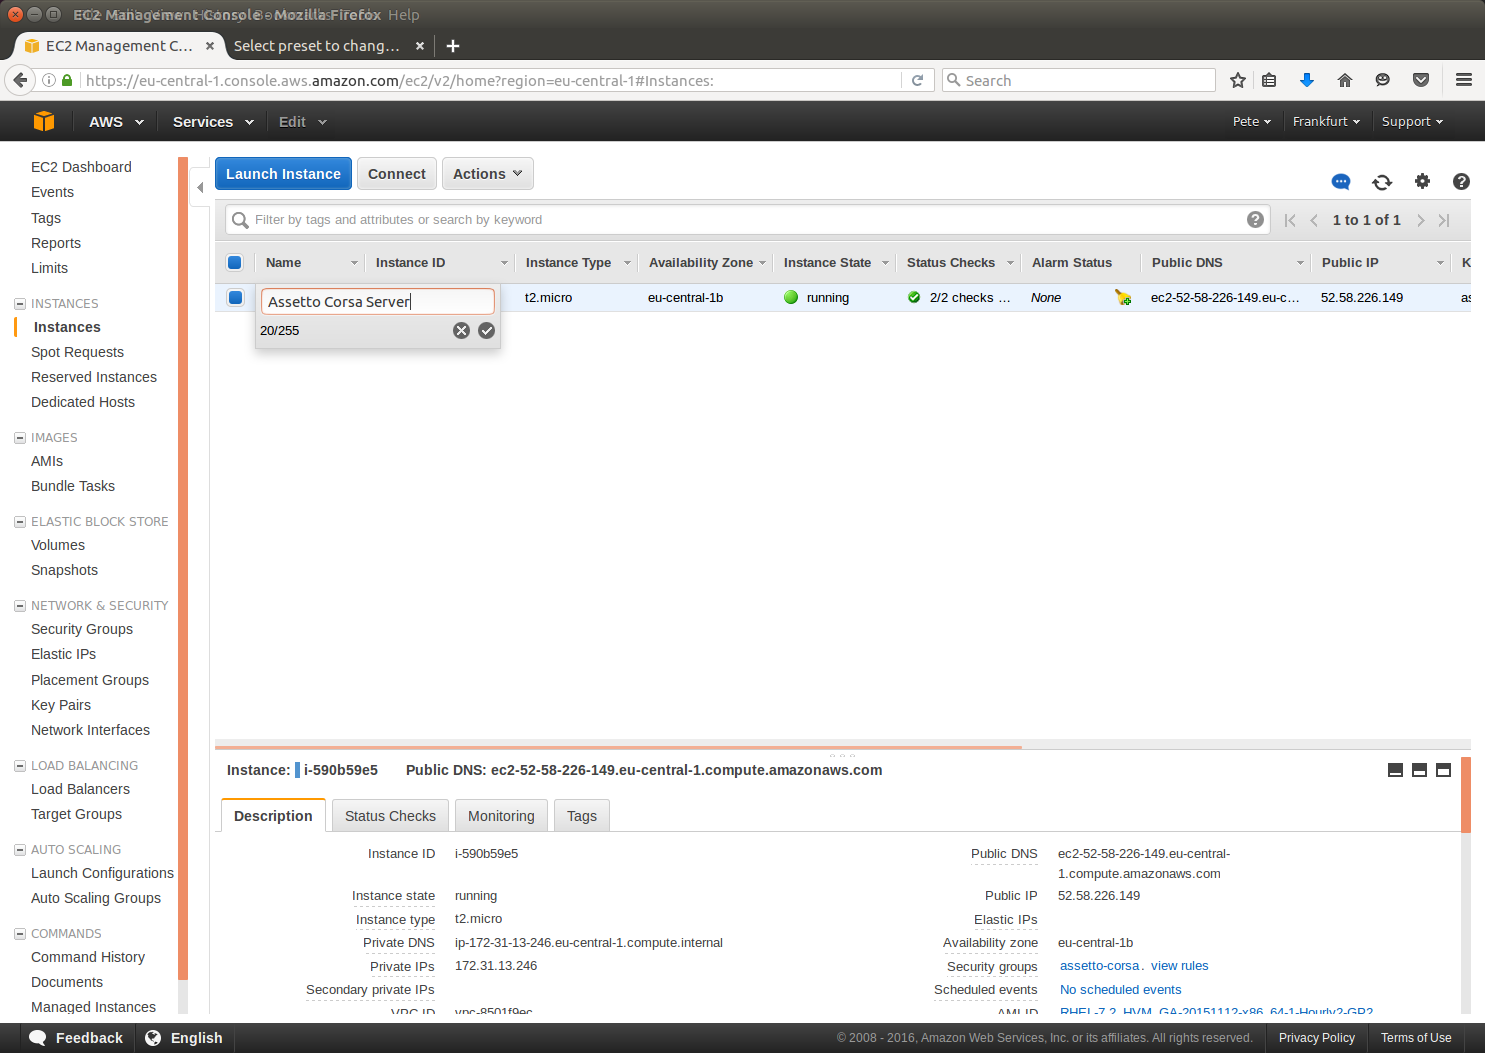 EC2 Management Console - Mozilla Firefox
Help
EC2 Management C...
Select preset to chang...
https://eu-central-1.console.aws.amazon.com/ec2/v2/home?region=eu-central-1#Instances:
Search
AWS
Services
Edit
Pete
Frankfurt
Support
EC2 Dashboard
Events
Tags
Reports
Limits
INSTANCES
Instances
Spot Requests
Reserved Instances
Dedicated Hosts
IMAGES
AMIs
Bundle Tasks
ELASTIC BLOCK STORE
Volumes
Snapshots
NETWORK & SECURITY
Security Groups
Elastic IPs
Placement Groups
Key Pairs
Network Interfaces
LOAD BALANCING
Load Balancers
Target Groups
AUTO SCALING
Launch Configurations
Auto Scaling Groups
COMMANDS
Command History
Documents
Managed Instances
Launch Instance
Connect
Actions
Filter by tags and attributes or search by keyword
1 to 1 of 1
Name Instance ID Instance Type Availability Zone Instance State Status Checks Alarm Status Public DNS Public IP K
Assetto Corsa Server t2.micro eu-central-1b running 2/2 checks ... None ec2-52-58-226-149.eu-c... 52.58.226.149 as
20/255
Instance: i-590b59e5 Public DNS: ec2-52-58-226-149.eu-central-1.compute.amazonaws.com
Description
Status Checks
Monitoring
Tags
Instance ID i-590b59e5
Instance state running
Instance type t2.micro
Private DNS ip-172-31-13-246.eu-central-1.compute.internal
Private IPs 172.31.13.246
Secondary private IPs
VPC ID vpc-8501f9ec
Public DNS ec2-52-58-226-149.eu-central-
1.compute.amazonaws.com
Public IP 52.58.226.149
Elastic IPs
Availability zone eu-central-1b
Security groups assetto-corsa. view rules
Scheduled events No scheduled events
AMI ID RHEL-7.2_HVM_GA-20151112-x86_64-1-Hourly2-GP2
Feedback
English
© 2008 - 2016, Amazon Web Services, Inc. or its affiliates. All rights reserved.
Privacy Policy
Terms of Use